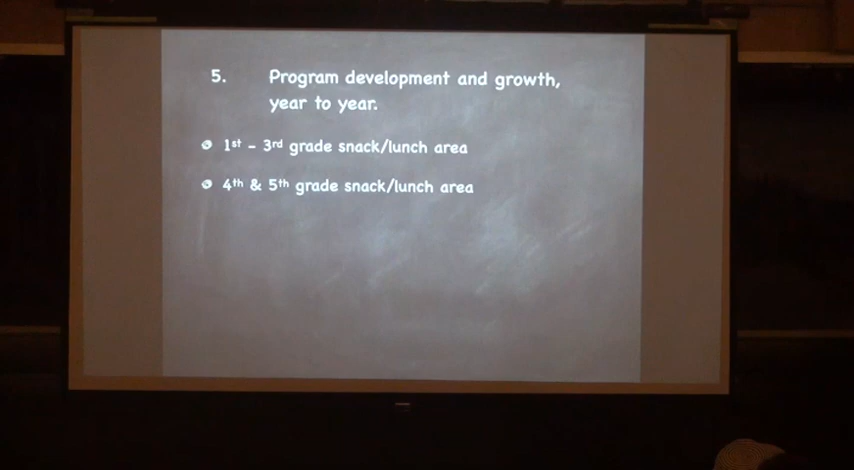 5. Program development and growth,
year to year.
1st - 3rd grade snack/lunch area
4th & 5th grade snack/lunch area